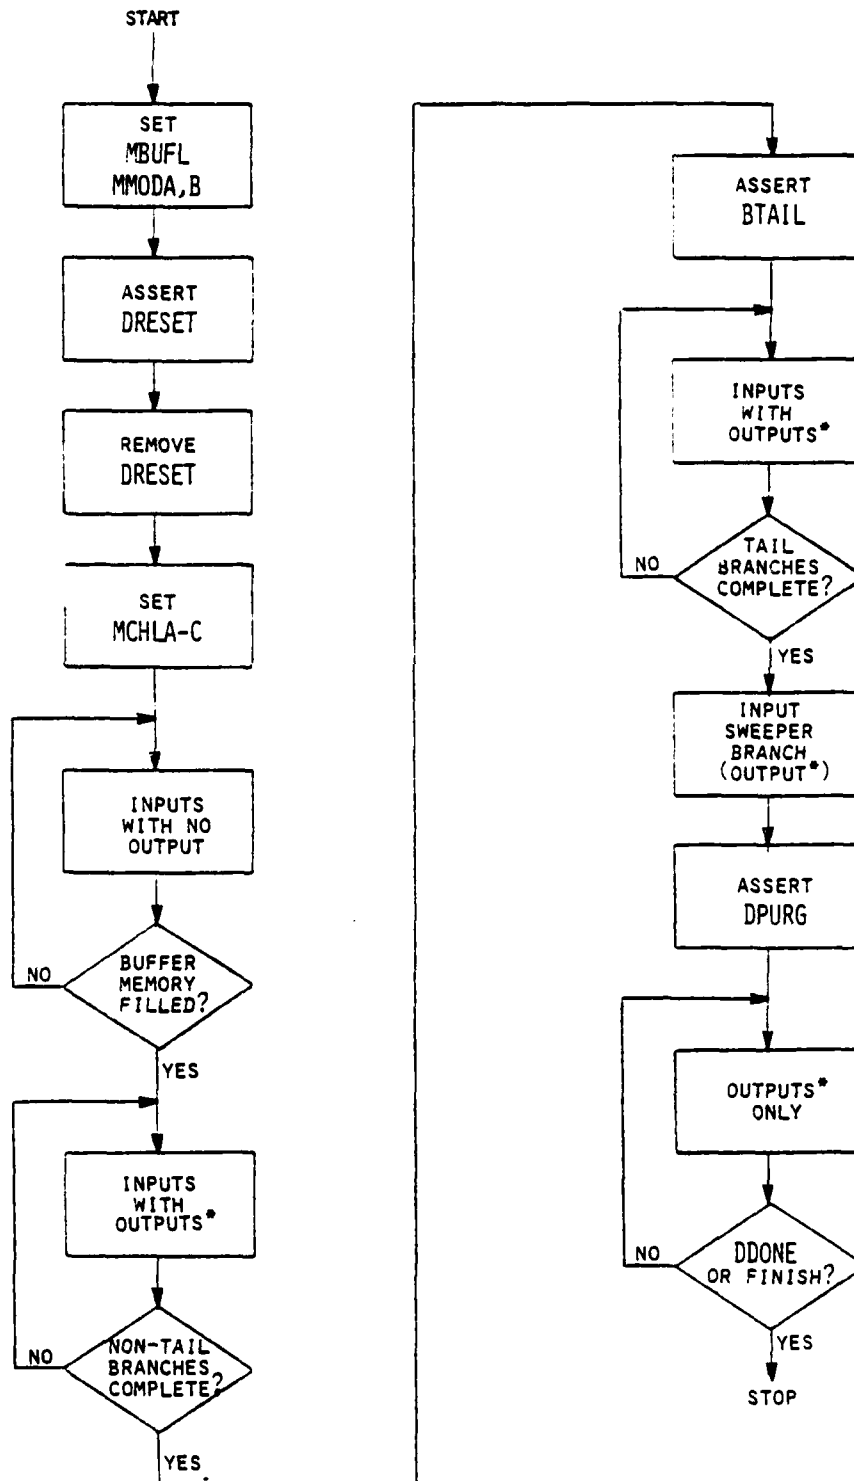 START
SET
MBUFL
MMODA,B
ASSERT
DRESET
REMOVE
DRESET
SET
MCHLA-C
INPUTS
WITH NO
OUTPUT
BUFFER
MEMORY
FILLED?
NO
YES
INPUTS
WITH
OUTPUTS*
NON-TAIL
BRANCHES
COMPLETE?
NO
YES
ASSERT
BTAIL
INPUTS
WITH
OUTPUTS*
TAIL
BRANCHES
COMPLETE?
NO
YES
INPUT
SWEEPER
BRANCH
(OUTPUT*)
ASSERT
DPURG
OUTPUTS*
ONLY
DDONE
OR FINISH?
NO
YES
STOP